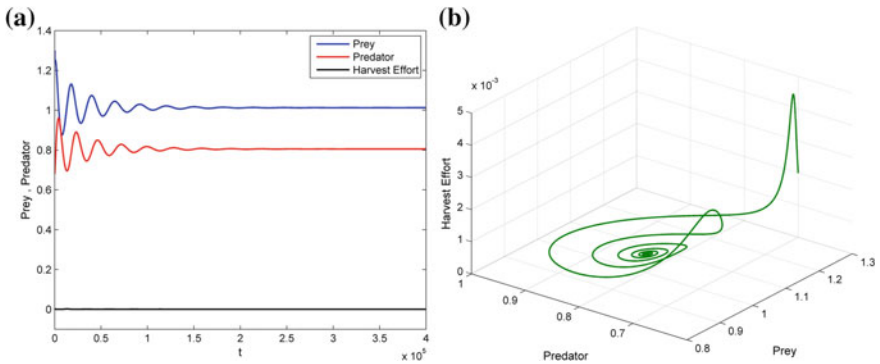 (a)
1.4
1.2
1
0.8
0.6
0.4
0.2
0
Prey , Predator
Prey
Predator
Harvest Effort
0 0.5 1 1.5 2 2.5 3 3.5 4
t
x 10^5
(b)
x 10^-3
5
4
3
2
1
0
Harvest Effort
1 0.9 0.8 0.7
Predator
0.8 0.9 1 1.1 1.2 1.3
Prey